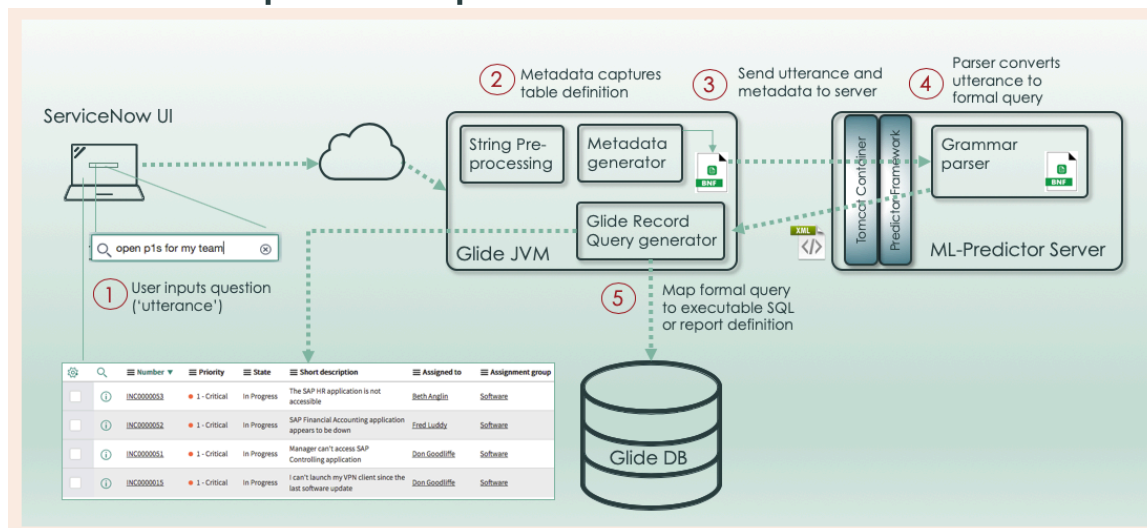 ServiceNow UI
open p1s for my team
1
User inputs question
('utterance')
2
Metadata captures
table definition
3
Send utterance and
metadata to server
4
Parser converts
utterance to
formal query
String Pre-
processing
Metadata
generator
BNF
Glide Record
Query generator
Glide JVM
XML
Tomcat Container
Predictor Framework
Grammar
parser
BNF
ML-Predictor Server
5
Map formal query
to executable SQL
or report definition
Glide DB
Number Priority State Short description Assigned to Assignment group
INC0000053 1 - Critical In Progress The SAP HR application is not
accessible Beth Anglin Software
INC0000052 1 - Critical In Progress SAP Financial Accounting application
appears to be down Fred Luddy Software
INC0000051 1 - Critical In Progress Manager can't access SAP
Controlling application Don Goodliffe Software
INC0000015 1 - Critical In Progress I can't launch my VPN client since the
last software update Don Goodliffe Software